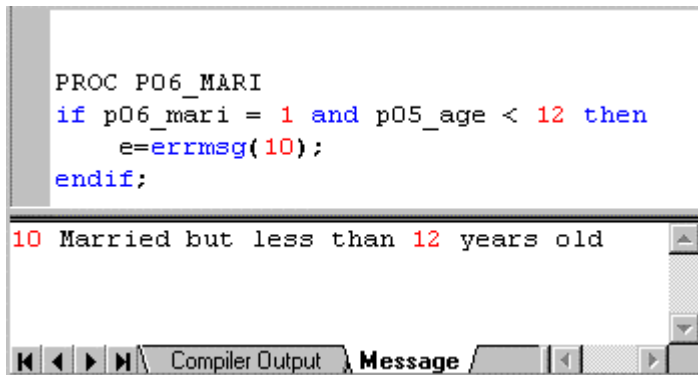 PROC P06_MARI
if p06_mari = 1 and p05_age < 12 then
e=errmsg(10);
endif;
10 Married but less than 12 years old
Compiler Output
Message